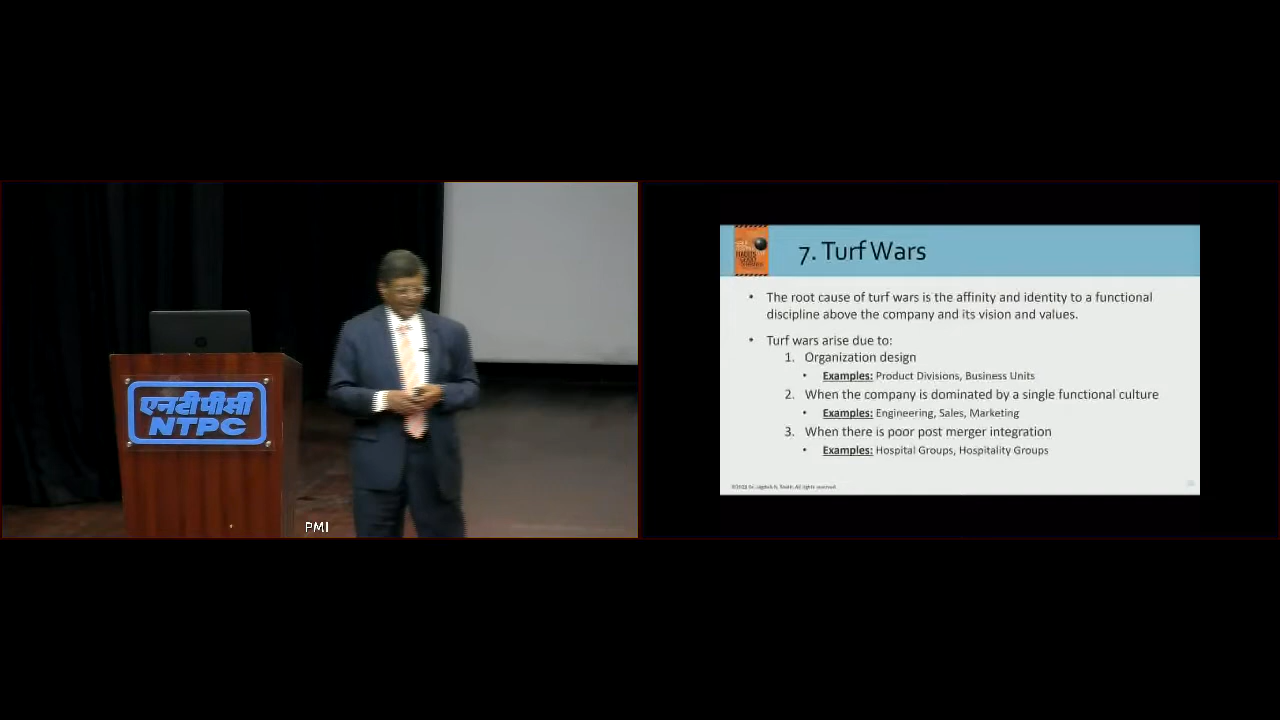 एनटीपीसी
NTPC
PMI
7. Turf Wars
• The root cause of turf wars is the affinity and identity to a functional
discipline above the company and its vision and values.
• Turf wars arise due to:
1. Organization design
• Examples: Product Divisions, Business Units
2. When the company is dominated by a single functional culture
• Examples: Engineering, Sales, Marketing
3. When there is poor post merger integration
• Examples: Hospital Groups, Hospitality Groups
All rights reserved